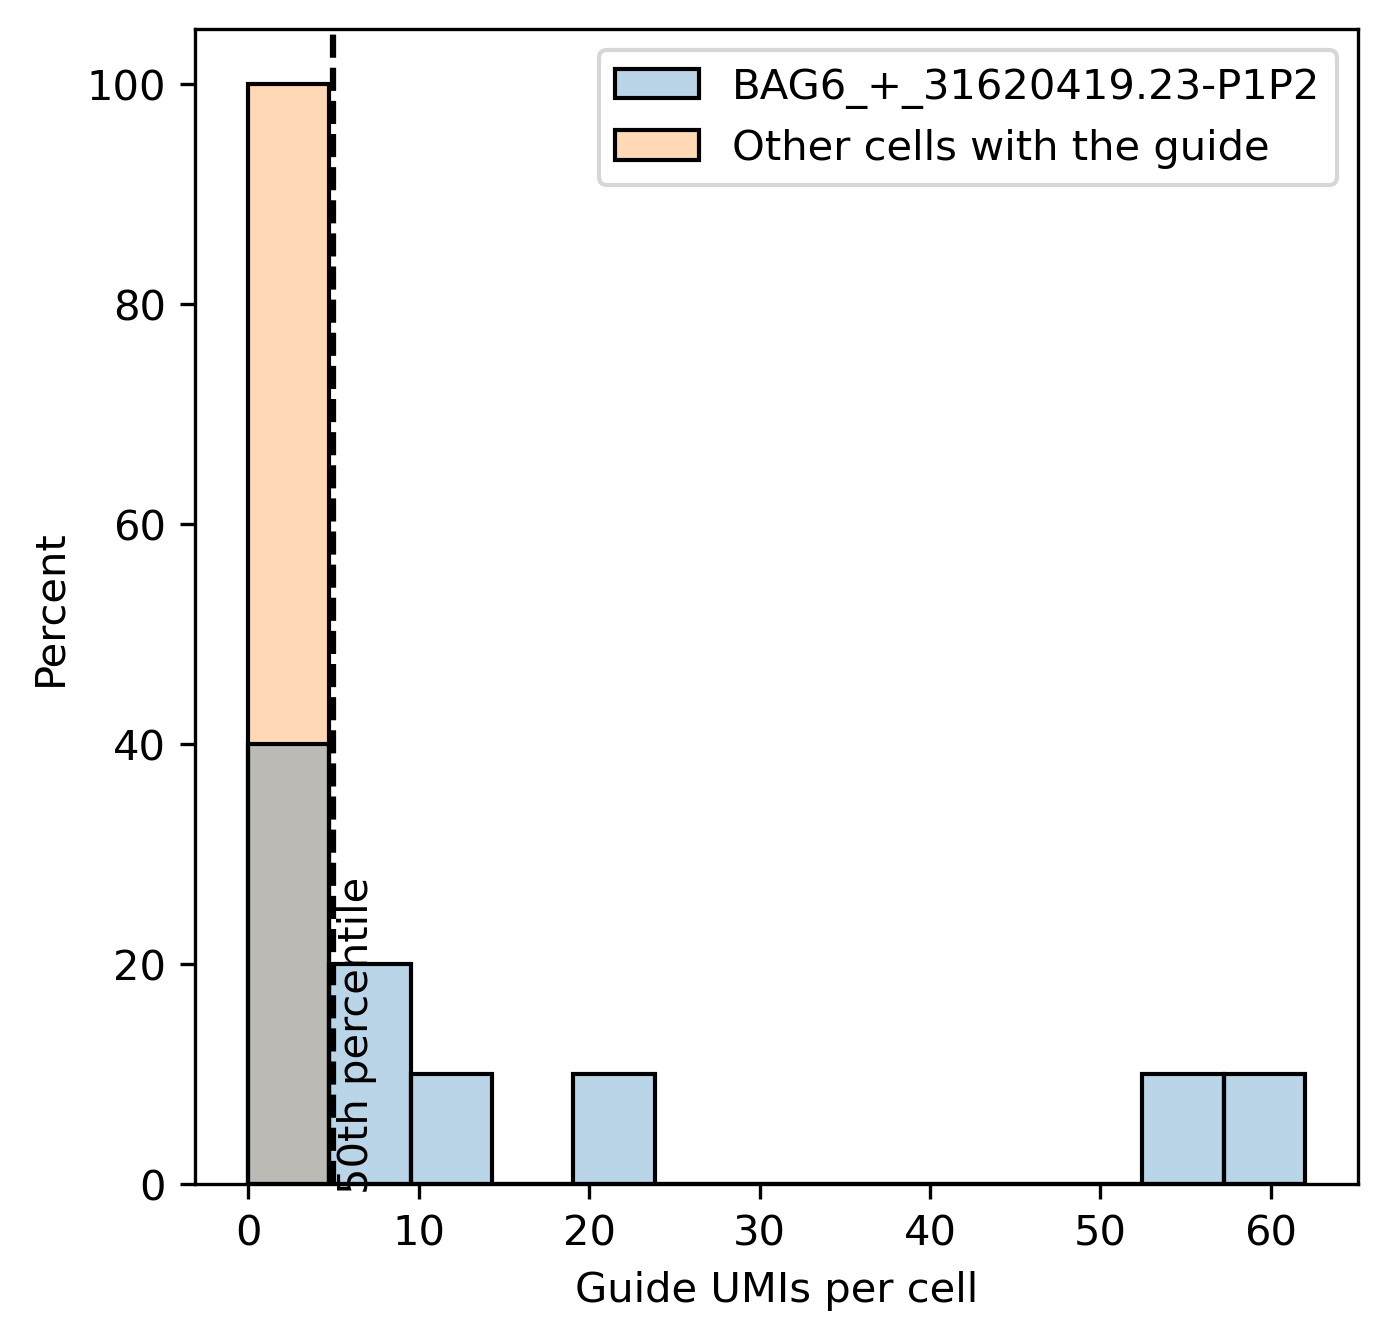 BAG6_+_31620419.23-P1P2
Other cells with the guide
100
80
60
40
20
0
Percent
50th percentile
0 10 20 30 40 50 60
Guide UMIs per cell